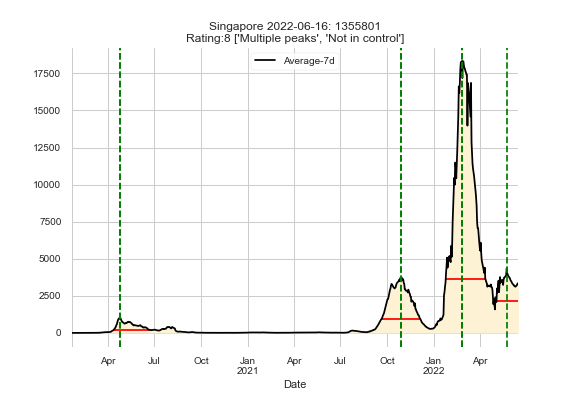 Singapore 2022-06-16: 1355801
Rating:8 ['Multiple peaks', 'Not in control']
Average-7d
17500
15000
12500
10000
7500
5000
2500
0
Apr Jul Oct Jan Apr Jul Oct Jan Apr
2021 2022
Date